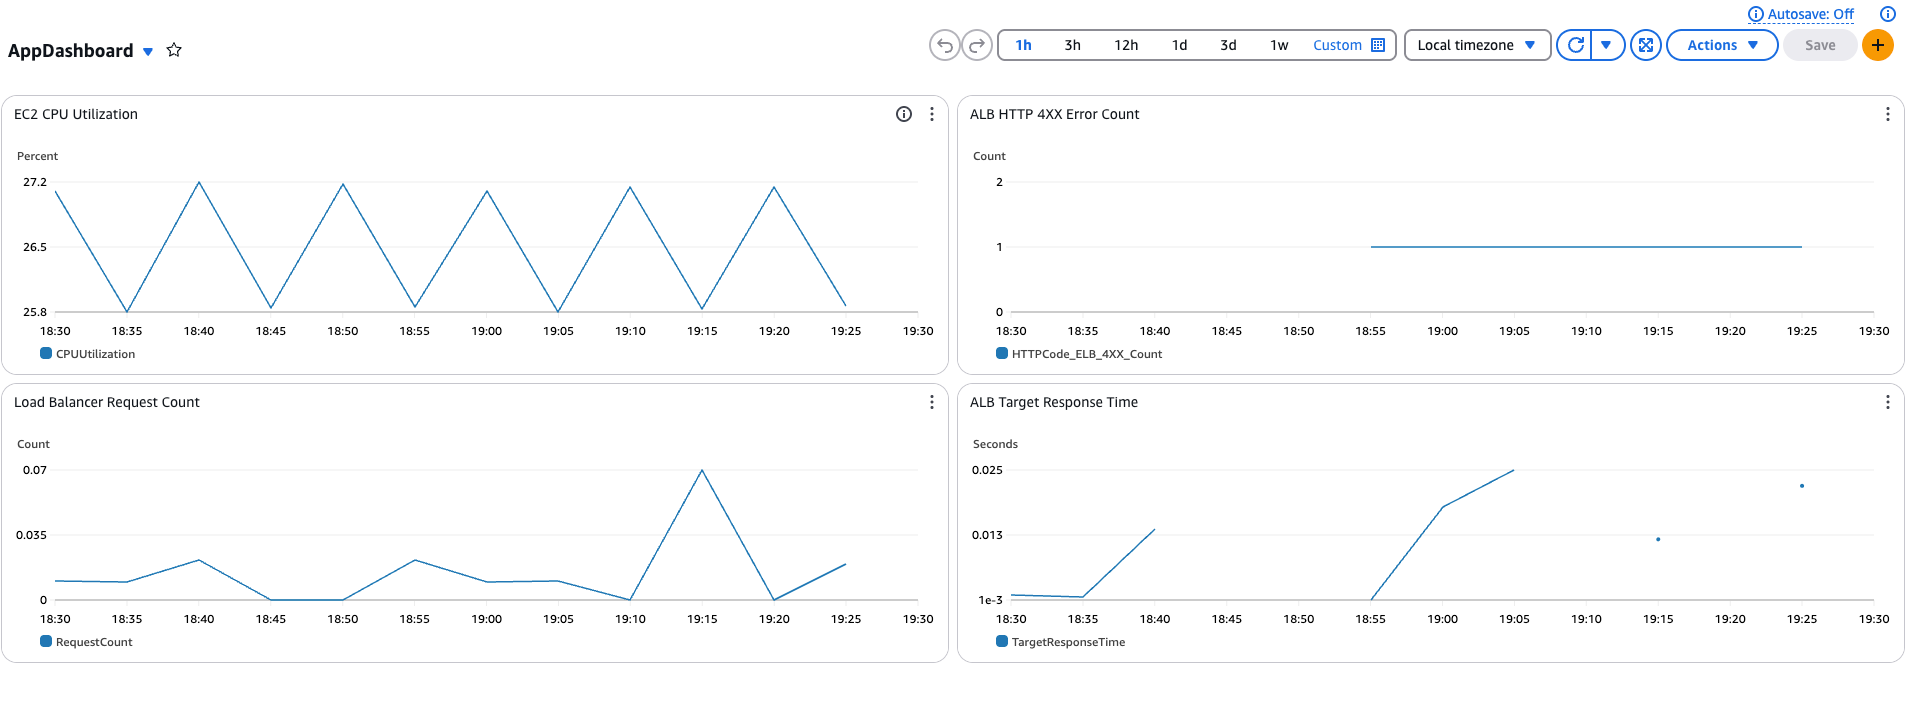 Autosave: Off
AppDashboard
1h 3h 12h 1d 3d 1w Custom Local timezone Actions Save
EC2 CPU Utilization
Percent
27.2
26.5
25.8
18:30 18:35 18:40 18:45 18:50 18:55 19:00 19:05 19:10 19:15 19:20 19:25 19:30
CPUUtilization
ALB HTTP 4XX Error Count
Count
2
1
0
18:30 18:35 18:40 18:45 18:50 18:55 19:00 19:05 19:10 19:15 19:20 19:25 19:30
HTTPCode_ELB_4XX_Count
Load Balancer Request Count
Count
0.07
0.035
0
18:30 18:35 18:40 18:45 18:50 18:55 19:00 19:05 19:10 19:15 19:20 19:25 19:30
RequestCount
ALB Target Response Time
Seconds
0.025
0.013
1e-3
18:30 18:35 18:40 18:45 18:50 18:55 19:00 19:05 19:10 19:15 19:20 19:25 19:30
TargetResponseTime